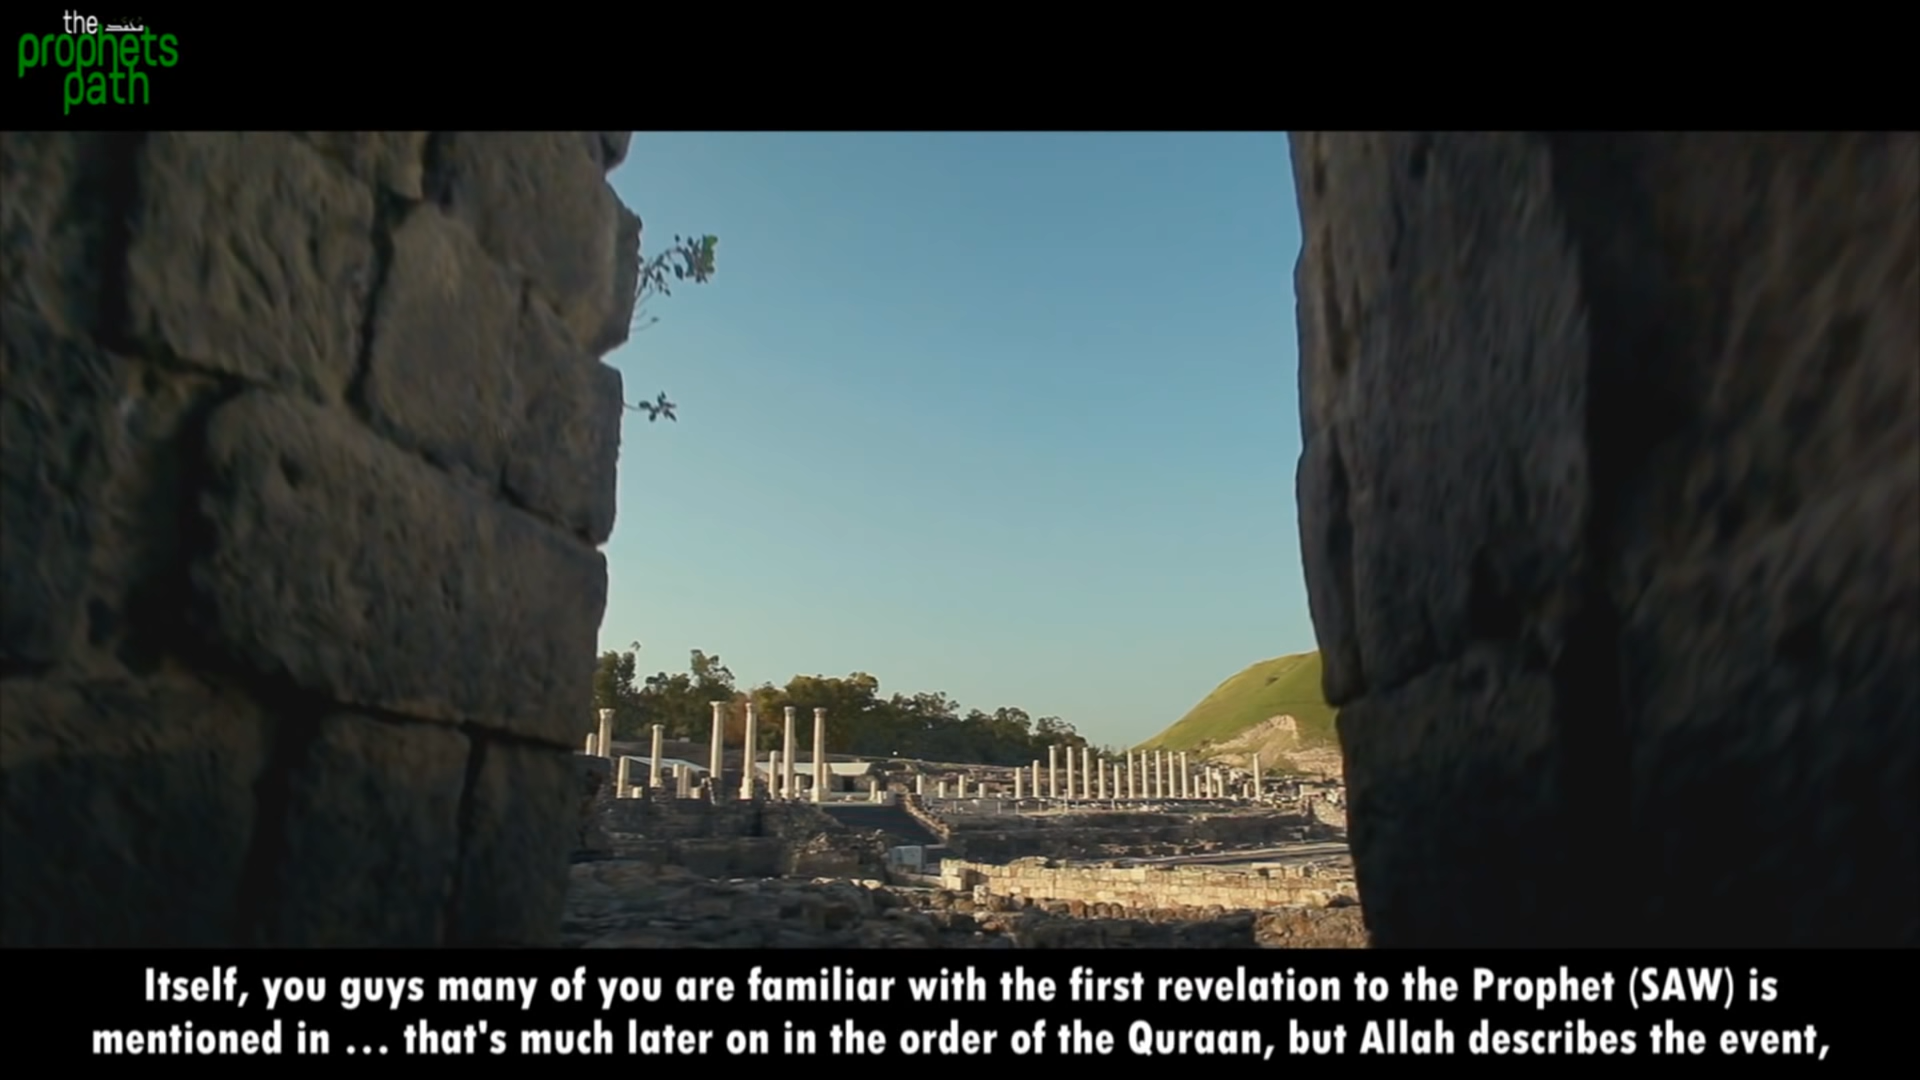 the محمد
prophets
path
Itself, you guys many of you are familiar with the first revelation to the Prophet (SAW) is
mentioned in ... that's much later on in the order of the Quraan, but Allah describes the event,